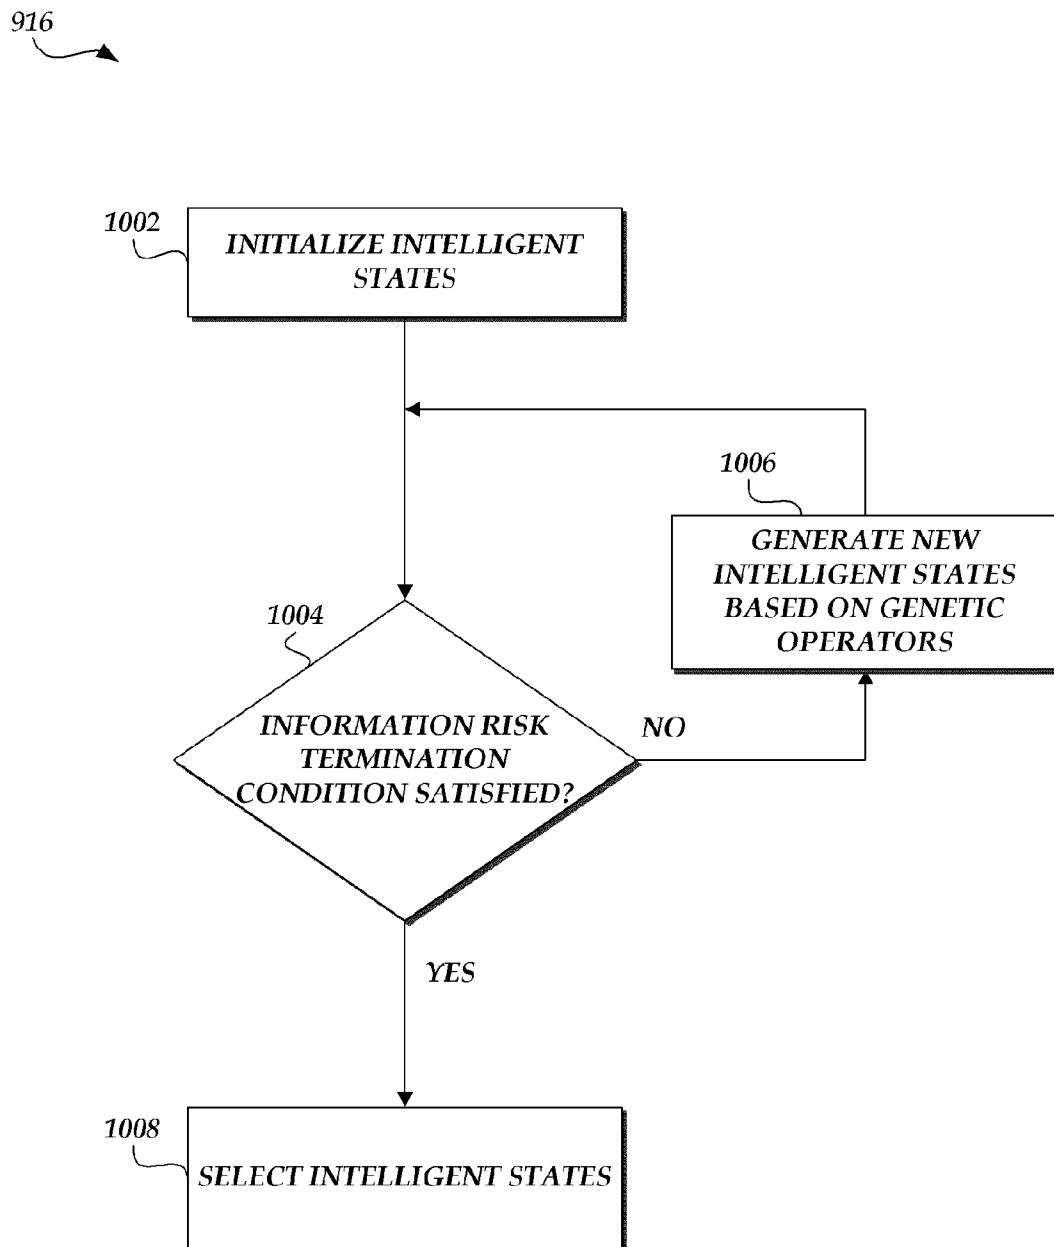 916
1002
INITIALIZE INTELLIGENT
STATES
1006
GENERATE NEW
INTELLIGENT STATES
BASED ON GENETIC
OPERATORS
1004
INFORMATION RISK
TERMINATION
CONDITION SATISFIED?
NO
YES
1008
SELECT INTELLIGENT STATES